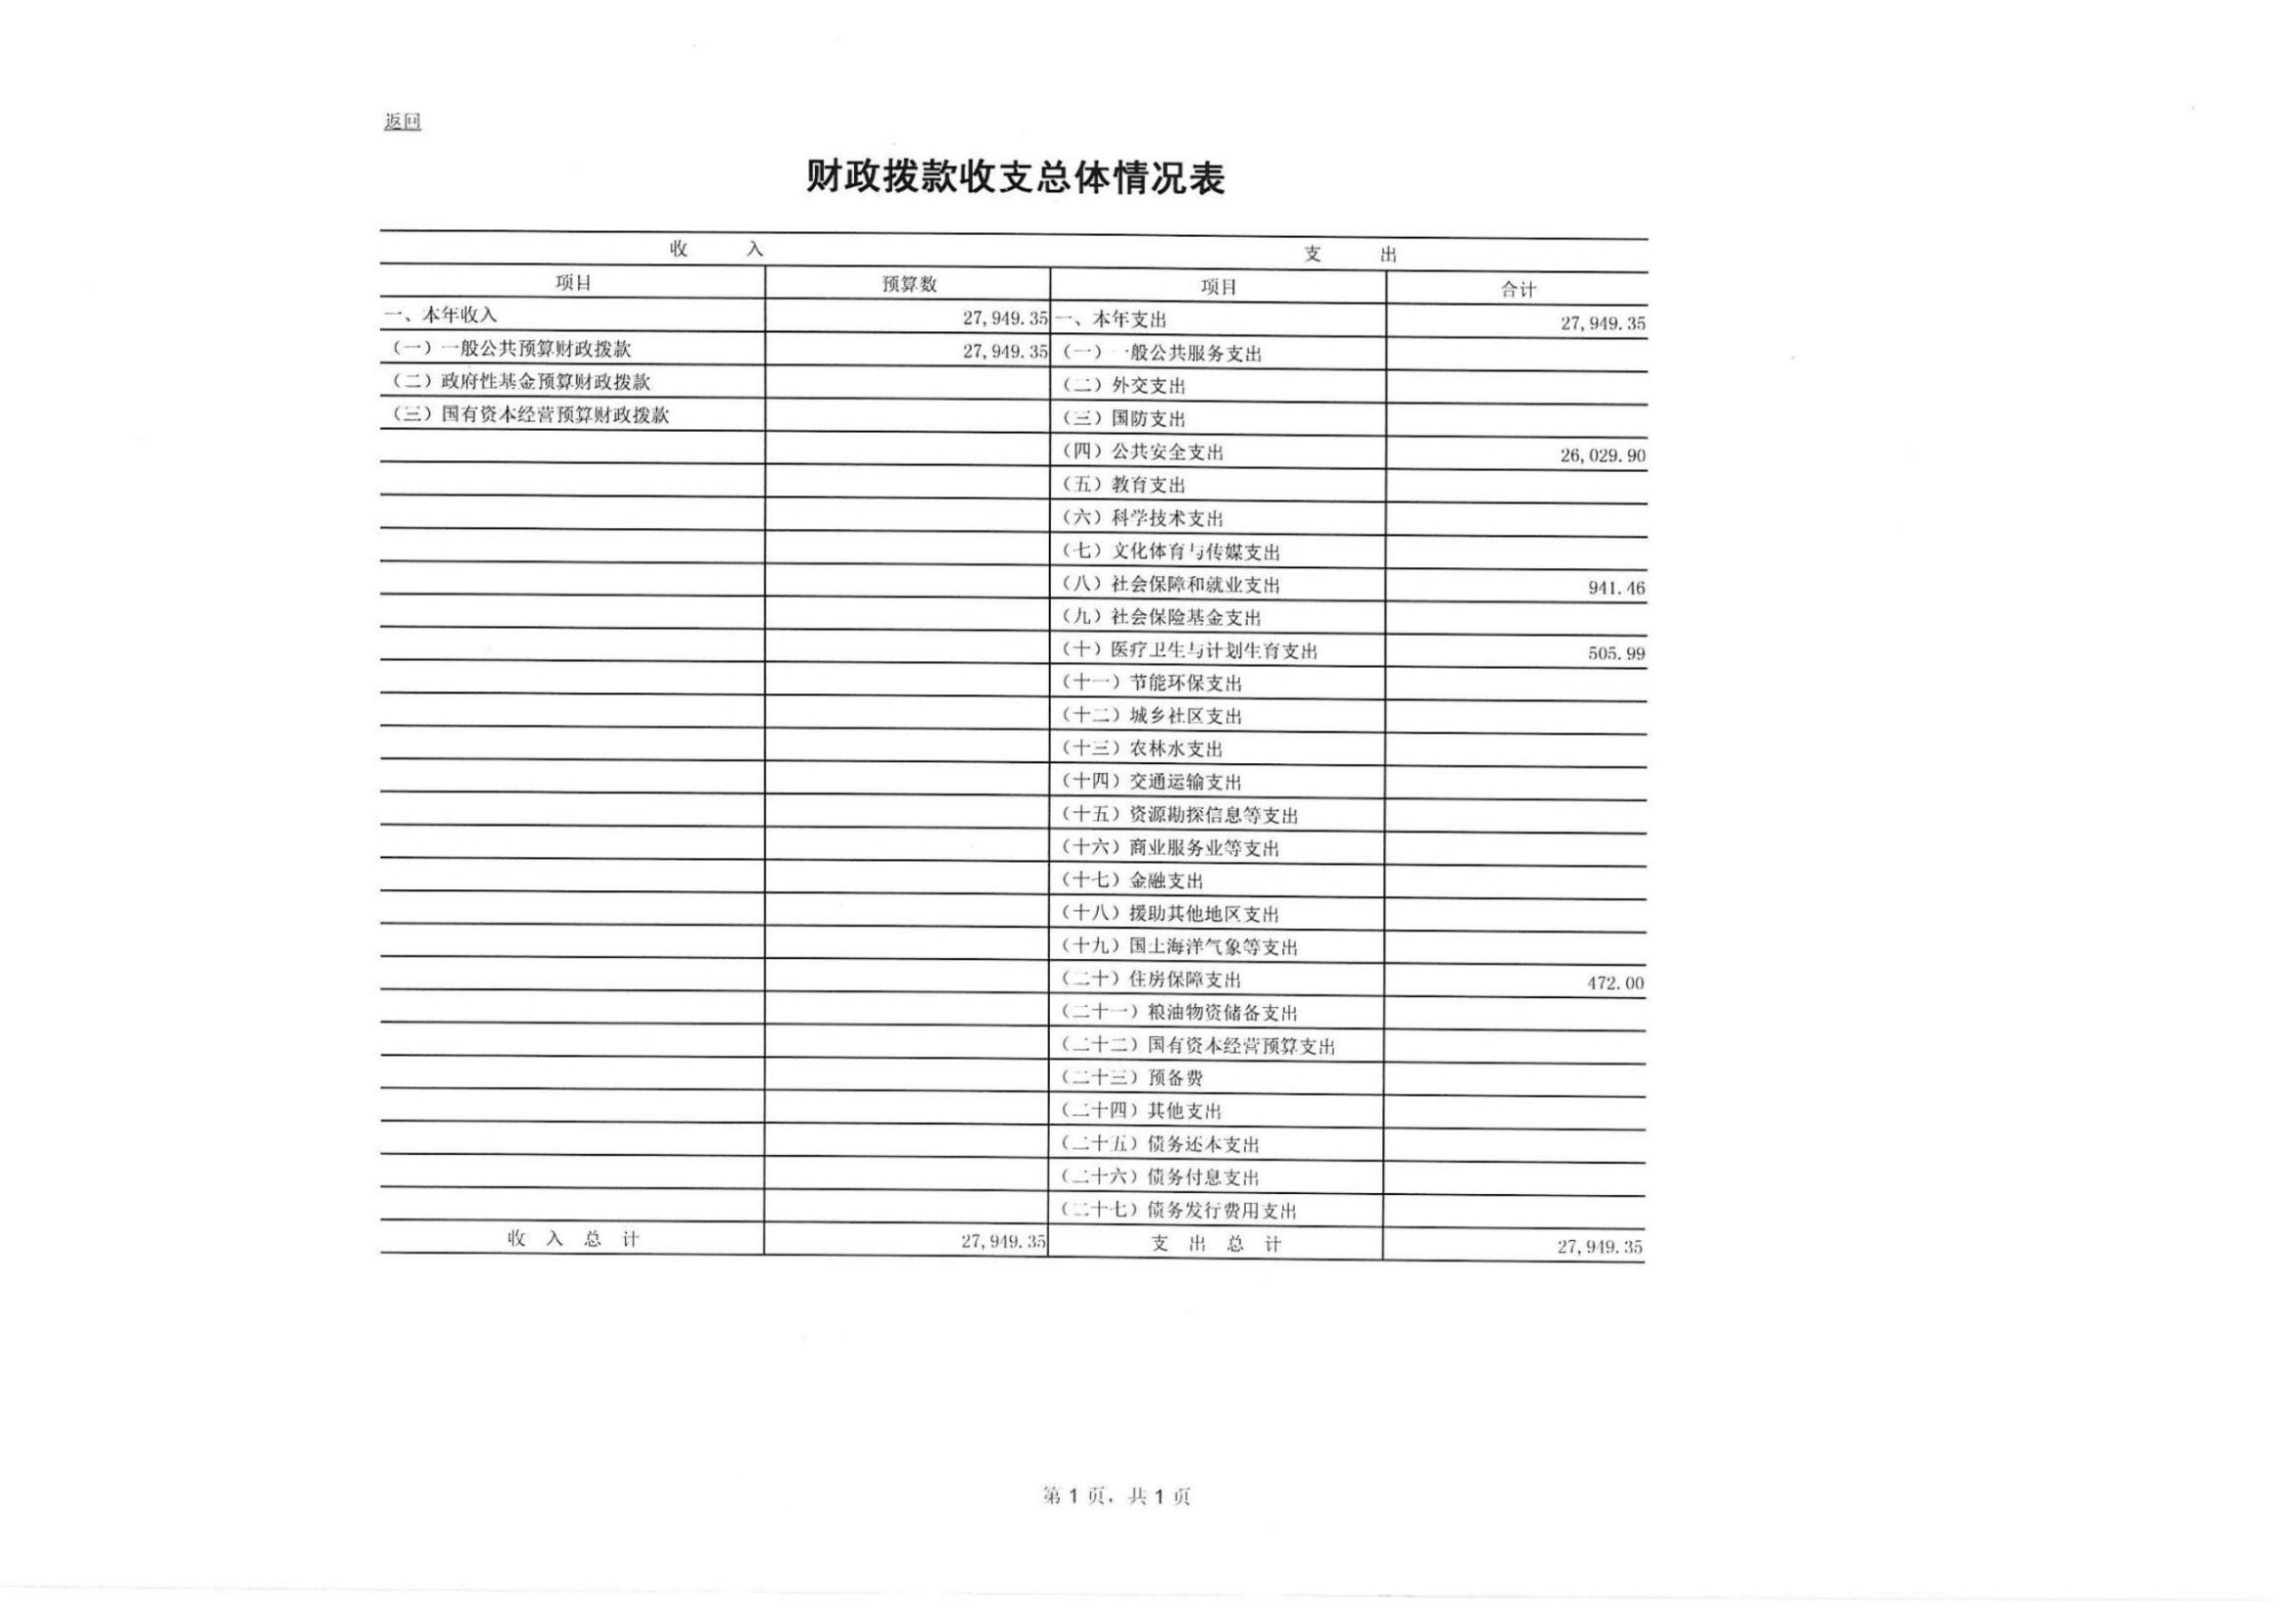 返回
财政拨款收支总体情况表
收 入 支 出
项目 预算数 项目 合计
一、本年收入 27,949.35 一、本年支出 27,949.35
（一）一般公共预算财政拨款 27,949.35 （一）一般公共服务支出
（二）政府性基金预算财政拨款 （二）外交支出
（三）国有资本经营预算财政拨款 （三）国防支出
（四）公共安全支出 26,029.90
（五）教育支出
（六）科学技术支出
（七）文化体育与传媒支出
（八）社会保障和就业支出 941.46
（九）社会保险基金支出
（十）医疗卫生与计划生育支出 505.99
（十一）节能环保支出
（十二）城乡社区支出
（十三）农林水支出
（十四）交通运输支出
（十五）资源勘探信息等支出
（十六）商业服务业等支出
（十七）金融支出
（十八）援助其他地区支出
（十九）国土海洋气象等支出
（二十）住房保障支出 472.00
（二十一）粮油物资储备支出
（二十二）国有资本经营预算支出
（二十三）预备费
（二十四）其他支出
（二十五）债务还本支出
（二十六）债务付息支出
（二十七）债务发行费用支出
收 入 总 计 27,949.35 支 出 总 计 27,949.35
第 1 页，共 1 页